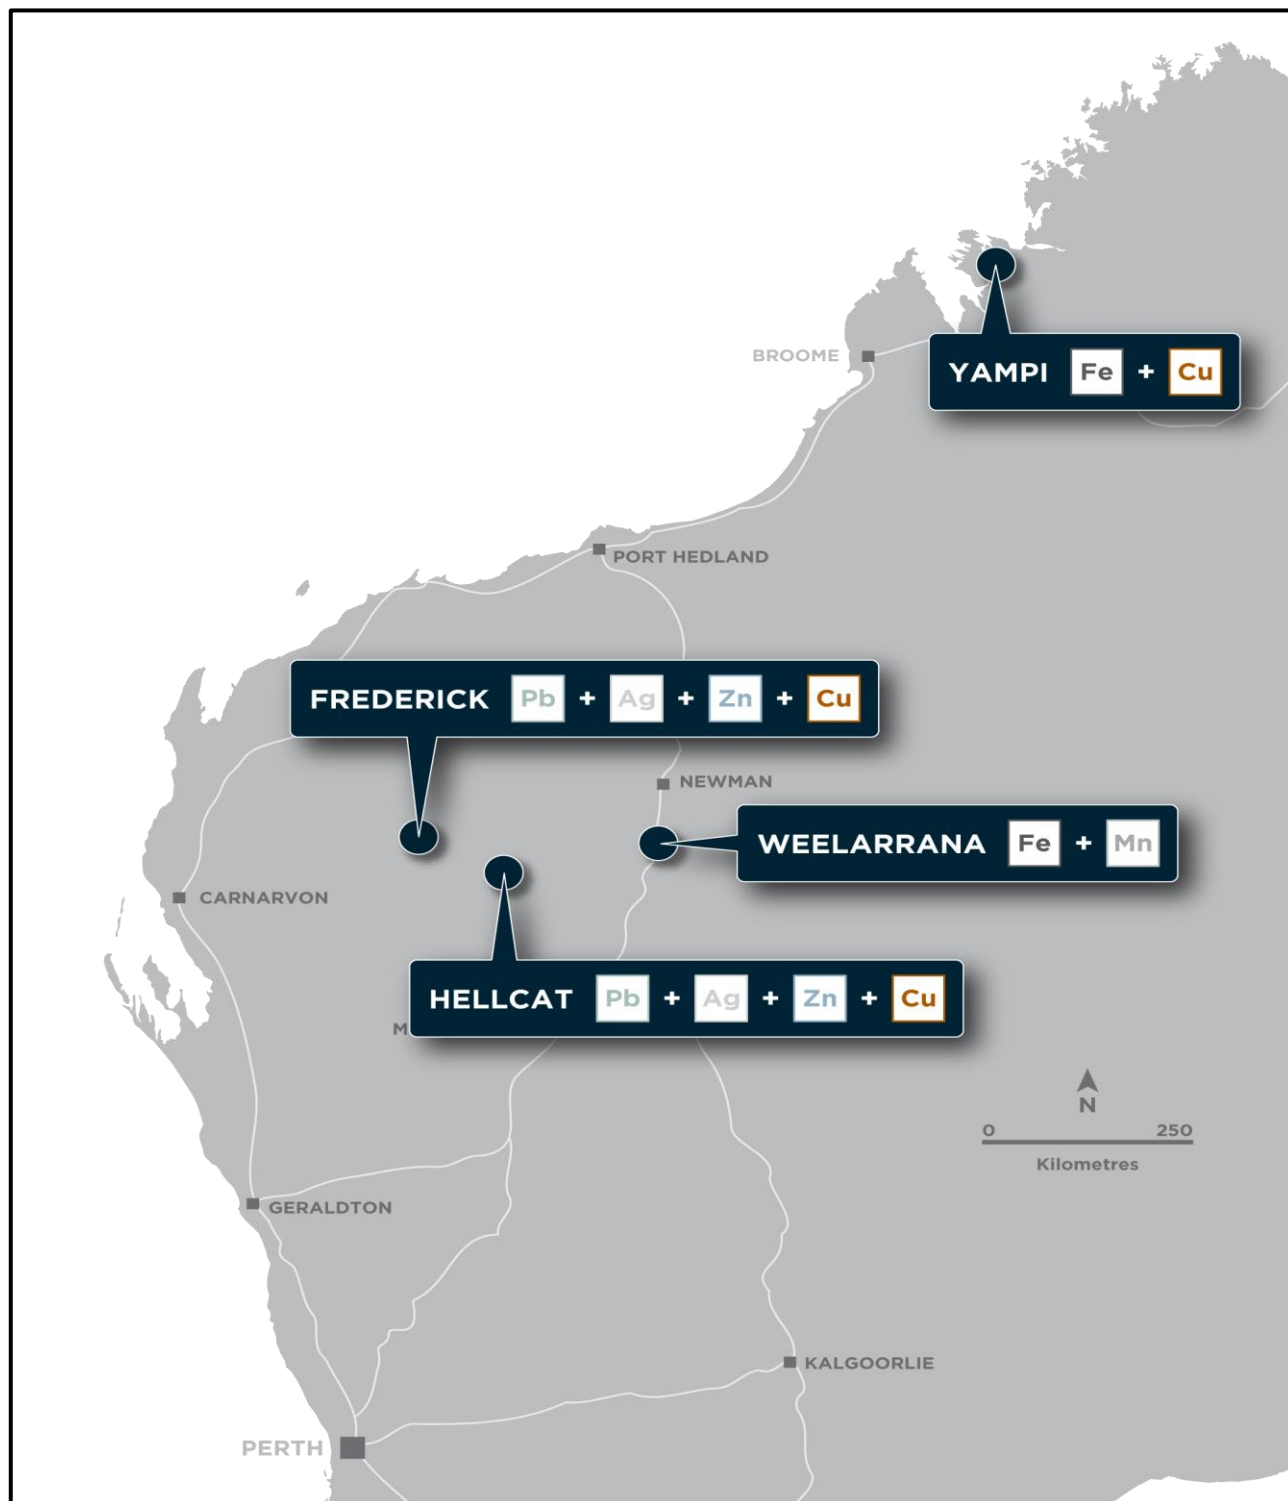 BROOME
YAMPI Fe + Cu
PORT HEDLAND
FREDERICK Pb + Ag + Zn + Cu
NEWMAN
WEELARRANA Fe + Mn
CARNARVON
HELLCAT Pb + Ag + Zn + Cu
M
N
0 250
Kilometres
GERALDTON
KALGOORLIE
PERTH